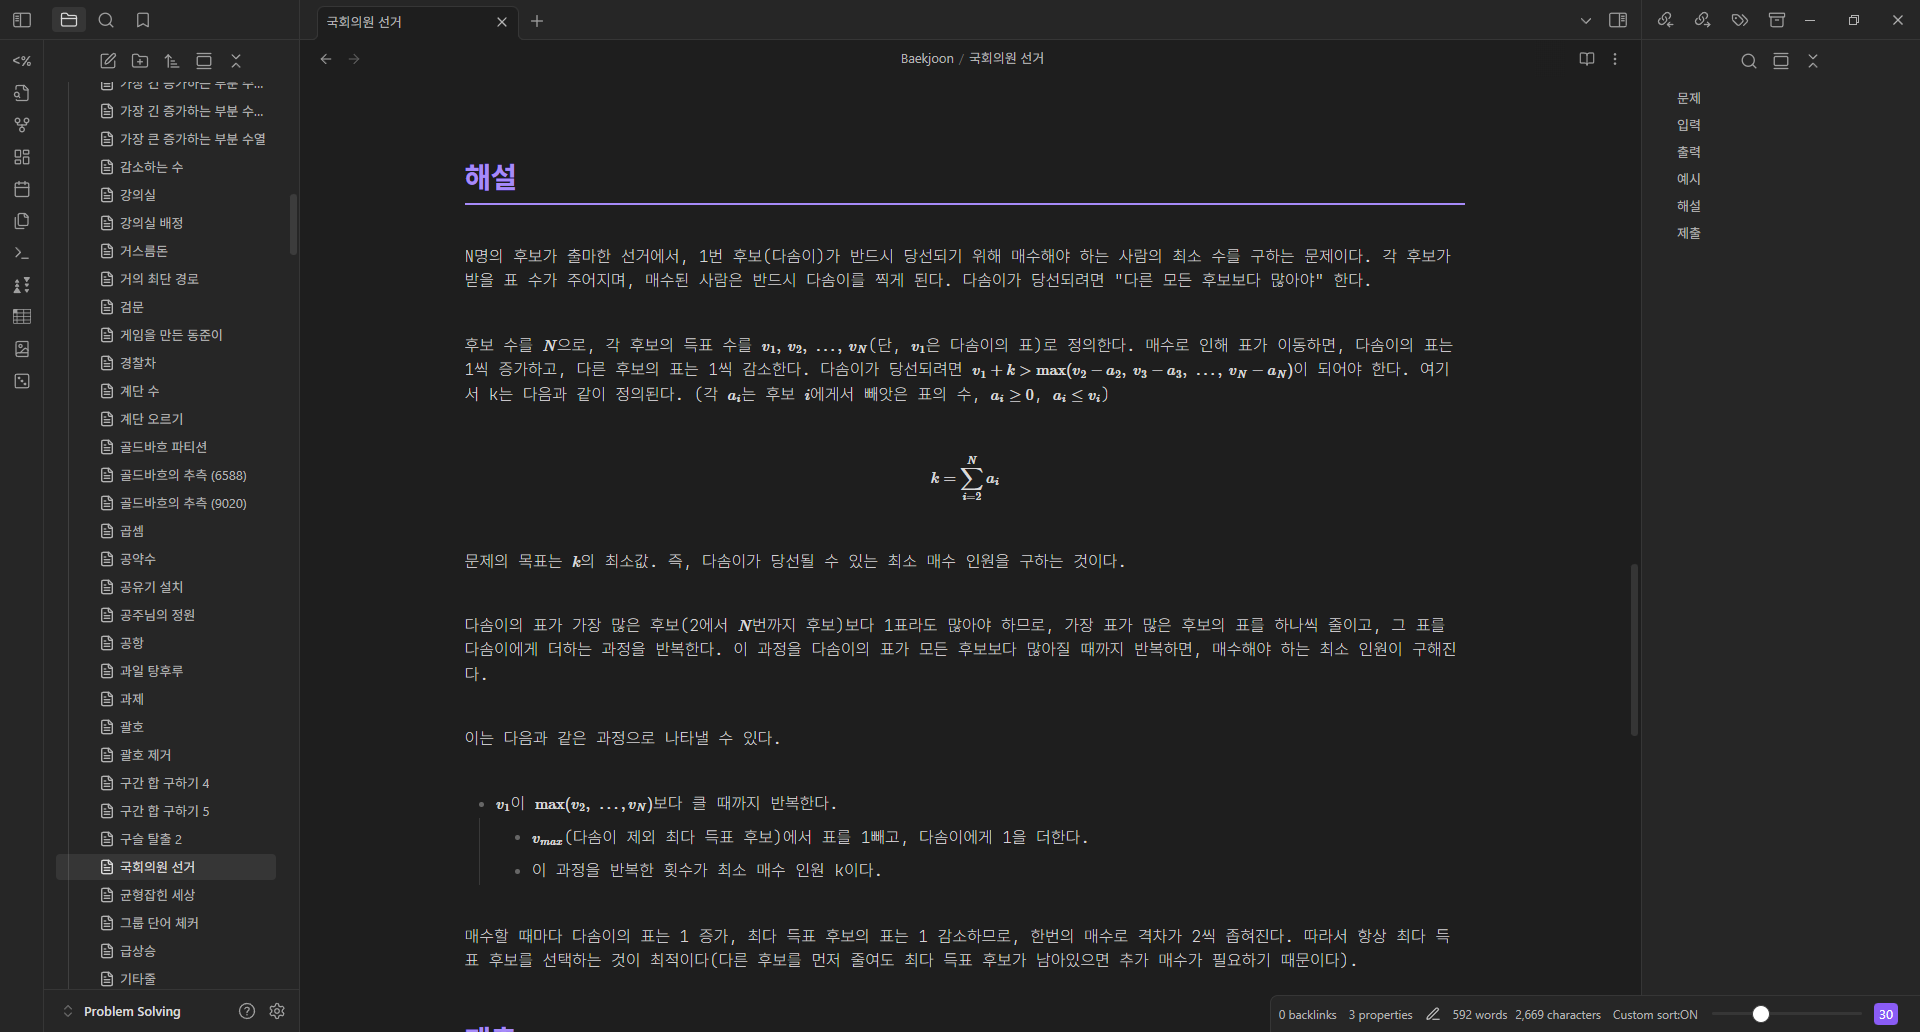 국회의원 선거
Baekjoon / 국회의원 선거
가장 긴 증가하는 부분 수...
가장 긴 증가하는 부분 수...
가장 큰 증가하는 부분 수열
감소하는 수
강의실
강의실 배정
거스름돈
거의 최단 경로
검문
게임을 만든 동준이
경찰차
계단 수
계단 오르기
골드바흐 파티션
골드바흐의 추측 (6588)
골드바흐의 추측 (9020)
곱셈
공약수
공유기 설치
공주님의 정원
공항
과일 탕후루
과제
괄호
괄호 제거
구간 합 구하기 4
구간 합 구하기 5
구슬 탈출 2
국회의원 선거
균형잡힌 세상
그룹 단어 체커
급상승
기타줄
Problem Solving
해설
N명의 후보가 출마한 선거에서, 1번 후보(다솜이)가 반드시 당선되기 위해 매수해야 하는 사람의 최소 수를 구하는 문제이다. 각 후보가
받을 표 수가 주어지며, 매수된 사람은 반드시 다솜이를 찍게 된다. 다솜이가 당선되려면 "다른 모든 후보보다 많아야" 한다.
후보 수를 N으로, 각 후보의 득표 수를 v₁, v₂, ..., v_N(단, v₁은 다솜이의 표)로 정의한다. 매수로 인해 표가 이동하면, 다솜이의 표는
1씩 증가하고, 다른 후보의 표는 1씩 감소한다. 다솜이가 당선되려면 v₁ + k > max(v₂ − a₂, v₃ − a₃, ..., v_N − a_N)이 되어야 한다. 여기
서 k는 다음과 같이 정의된다. (각 a_i는 후보 i에게서 빼앗은 표의 수, a_i ≥ 0, a_i ≤ v_i)
k = ∑_{i=2}^{N} a_i
문제의 목표는 k의 최소값. 즉, 다솜이가 당선될 수 있는 최소 매수 인원을 구하는 것이다.
다솜이의 표가 가장 많은 후보(2에서 N번까지 후보)보다 1표라도 많아야 하므로, 가장 표가 많은 후보의 표를 하나씩 줄이고, 그 표를
다솜이에게 더하는 과정을 반복한다. 이 과정을 다솜이의 표가 모든 후보보다 많아질 때까지 반복하면, 매수해야 하는 최소 인원이 구해진
다.
이는 다음과 같은 과정으로 나타낼 수 있다.
• v₁이 max(v₂, ..., v_N)보다 클 때까지 반복한다.
• v_max(다솜이 제외 최다 득표 후보)에서 표를 1빼고, 다솜이에게 1을 더한다.
• 이 과정을 반복한 횟수가 최소 매수 인원 k이다.
매수할 때마다 다솜이의 표는 1 증가, 최다 득표 후보의 표는 1 감소하므로, 한번의 매수로 격차가 2씩 좁혀진다. 따라서 항상 최다 득
표 후보를 선택하는 것이 최적이다(다른 후보를 먼저 줄여도 최다 득표 후보가 남아있으면 추가 매수가 필요하기 때문이다).
문제
입력
출력
예시
해설
제출
0 backlinks 3 properties 592 words 2,669 characters Custom sort:ON 30